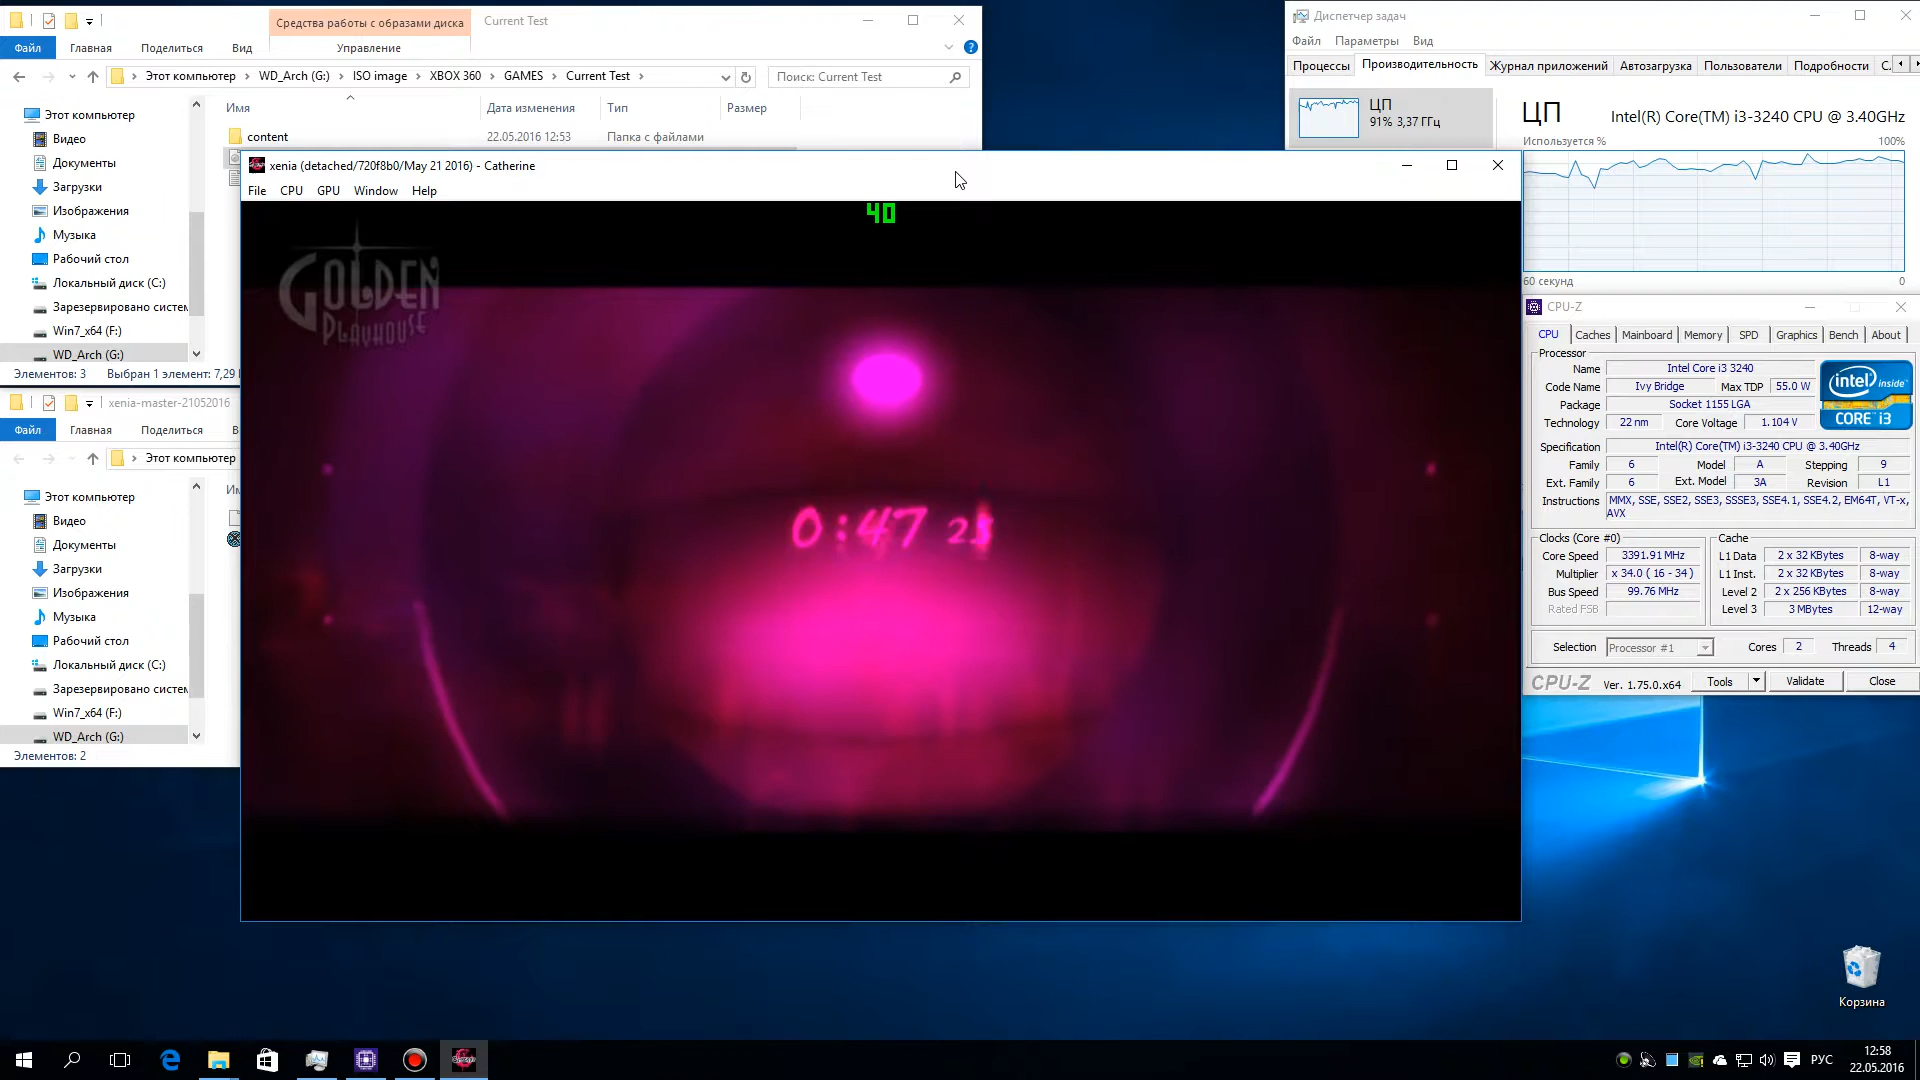 Средства работы с образами диска
Current Test
Файл Главная Поделиться Вид Управление
Этот компьютер WD_Arch (G:) ISO image XBOX 360 GAMES Current Test
Поиск: Current Test
Имя Дата изменения Тип Размер
content 22.05.2016 12:53 Папка с файлами
Этот компьютер
Видео
Документы
Загрузки
Изображения
Музыка
Рабочий стол
Локальный диск (C:)
Зарезервировано систем
Win7_x64 (F:)
WD_Arch (G:)
Элементов: 3 Выбран 1 элемент: 7,29
xenia-master-21052016
Файл Главная Поделиться В
Этот компьютер
Этот компьютер
Видео
Документы
Загрузки
Изображения
Музыка
Рабочий стол
Локальный диск (C:)
Зарезервировано систем
Win7_x64 (F:)
WD_Arch (G:)
Элементов: 2
xenia (detached/720f8b0/May 21 2016) - Catherine
File CPU GPU Window Help
40
GOLDEN
PLAYHOUSE
0:47
Диспетчер задач
Файл Параметры Вид
Процессы Производительность Журнал приложений Автозагрузка Пользователи Подробности С
ЦП
91% 3,37 ГГц
ЦП Intel(R) Core(TM) i3-3240 CPU @ 3.40GHz
Используется % 100%
60 секунд 0
CPU-Z
CPU Caches Mainboard Memory SPD Graphics Bench About
Processor
Name Intel Core i3 3240
Code Name Ivy Bridge Max TDP 55.0 W
Package Socket 1155 LGA
Technology 22 nm Core Voltage 1.104 V
intel inside
CORE i3
Specification Intel(R) Core(TM) i3-3240 CPU @ 3.40GHz
Family 6 Model A Stepping 9
Ext. Family 6 Ext. Model 3A Revision L1
Instructions MMX, SSE, SSE2, SSE3, SSSE3, SSE4.1, SSE4.2, EM64T, VT-x,
AVX
Clocks (Core #0)
Core Speed 3391.91 MHz
Multiplier x 34.0 ( 16 - 34 )
Bus Speed 99.76 MHz
Rated FSB
Cache
L1 Data 2 x 32 KBytes 8-way
L1 Inst. 2 x 32 KBytes 8-way
Level 2 2 x 256 KBytes 8-way
Level 3 3 MBytes 12-way
Selection Processor #1 Cores 2 Threads 4
CPU-Z Ver. 1.75.0.x64 Tools Validate Close
Корзина
РУС
12:58
22.05.2016